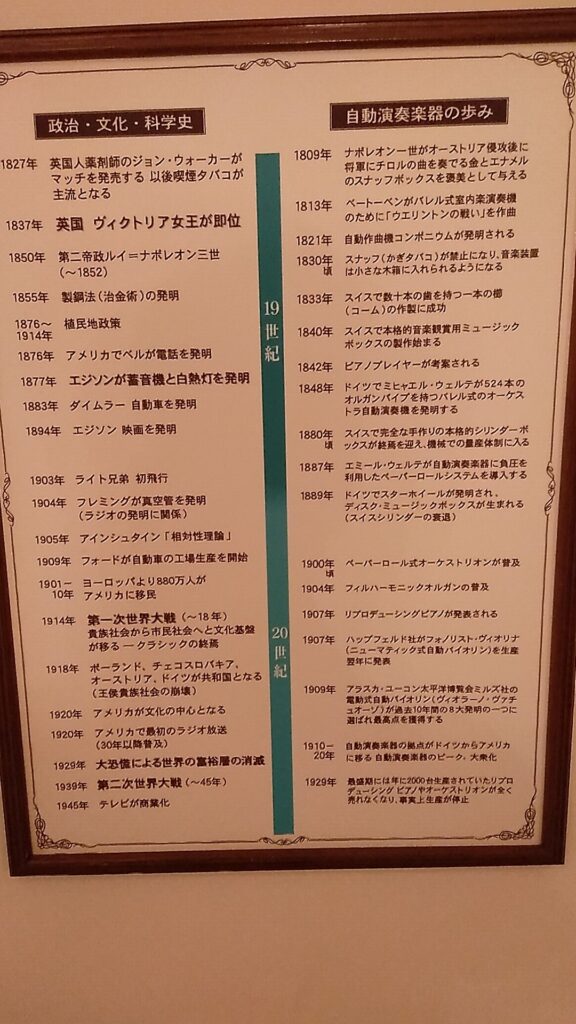 政治・文化・科学史
1827年 英国人薬剤師のジョン・ウォーカーが
マッチを発売する 以後喫煙タバコが
主流となる
1837年 英国 ヴィクトリア女王が即位
1850年 第二帝政ルイ＝ナポレオン三世
（〜1852）
1855年 製鋼法（冶金術）の発明
1876〜
1914年 植民地政策
1876年 アメリカでベルが電話を発明
1877年 エジソンが蓄音機と白熱灯を発明
1883年 ダイムラー 自動車を発明
1894年 エジソン 映画を発明
1903年 ライト兄弟 初飛行
1904年 フレミングが真空管を発明
（ラジオの発明に関係）
1905年 アインシュタイン「相対性理論」
1909年 フォードが自動車の工場生産を開始
1901－ ヨーロッパより880万人が
10年 アメリカに移民
1914年 第一次世界大戦（〜18年）
貴族社会から市民社会へと文化基盤
が移る ― クラシックの終焉
1918年 ポーランド、チェコスロバキア、
オーストリア、ドイツが共和国となる
（王侯貴族社会の崩壊）
1920年 アメリカが文化の中心となる
1920年 アメリカで最初のラジオ放送
（30年以降普及）
1929年 大恐慌による世界の富裕層の消滅
1939年 第二次世界大戦（〜45年）
1945年 テレビが商業化
19世紀
20世紀
自動演奏楽器の歩み
1809年 ナポレオン一世がオーストリア侵攻後に
将軍にチロルの曲を奏でる金とエナメル
のスナッフボックスを褒美として与える
1813年 ベートーベンがバレル式室内楽演奏機
のために「ウエリントンの戦い」を作曲
1821年 自動作曲機コンポニウムが発明される
1830年 スナッフ（かぎタバコ）が禁止になり、音楽装置
頃 は小さな木箱に入れられるようになる
1833年 スイスで数十本の歯を持つ一本の櫛
（コーム）の作製に成功
1840年 スイスで本格的音楽観賞用ミュージック
ボックスの製作始まる
1842年 ピアノプレイヤーが考案される
1848年 ドイツでミヒャエル・ウェルテが524本の
オルガンパイプを持つバレル式のオーケス
トラ自動演奏機を発明する
1880年 スイスで完全な手作りの本格的シリンダーボ
頃 ックスが終焉を迎え、機械での量産体制に入る
1887年 エミール・ウェルテが自動演奏楽器に負圧を
利用したペーパーロールシステムを導入する
1889年 ドイツでスターホイールが発明され、
ディスク・ミュージックボックスが生まれる
（スイスシリンダーの衰退）
1900年 ペーパーロール式オーケストリオンが普及
頃
1904年 フィルハーモニックオルガンの普及
1907年 リプロデューシングピアノが発表される
1907年 ハップフェルド社がフォノリスト・ヴィオリナ
（ニューマティック式自動バイオリン）を生産
翌年に発表
1909年 アラスカ・ユーコン太平洋博覧会ミルズ社の
電動式自動バイオリン（ヴィオラーノ・ヴァチ
ュオーゾ）が過去10年間の8大発明の一つに
選ばれ最高点を獲得する
1910－ 自動演奏楽器の拠点がドイツからアメリカ
20年 に移る 自動演奏楽器のピーク。大衆化
1929年 最盛期には年に2000台生産されていたリプロ
デューシング ピアノやオーケストリオンが全く
売れなくなり、事実上生産が停止